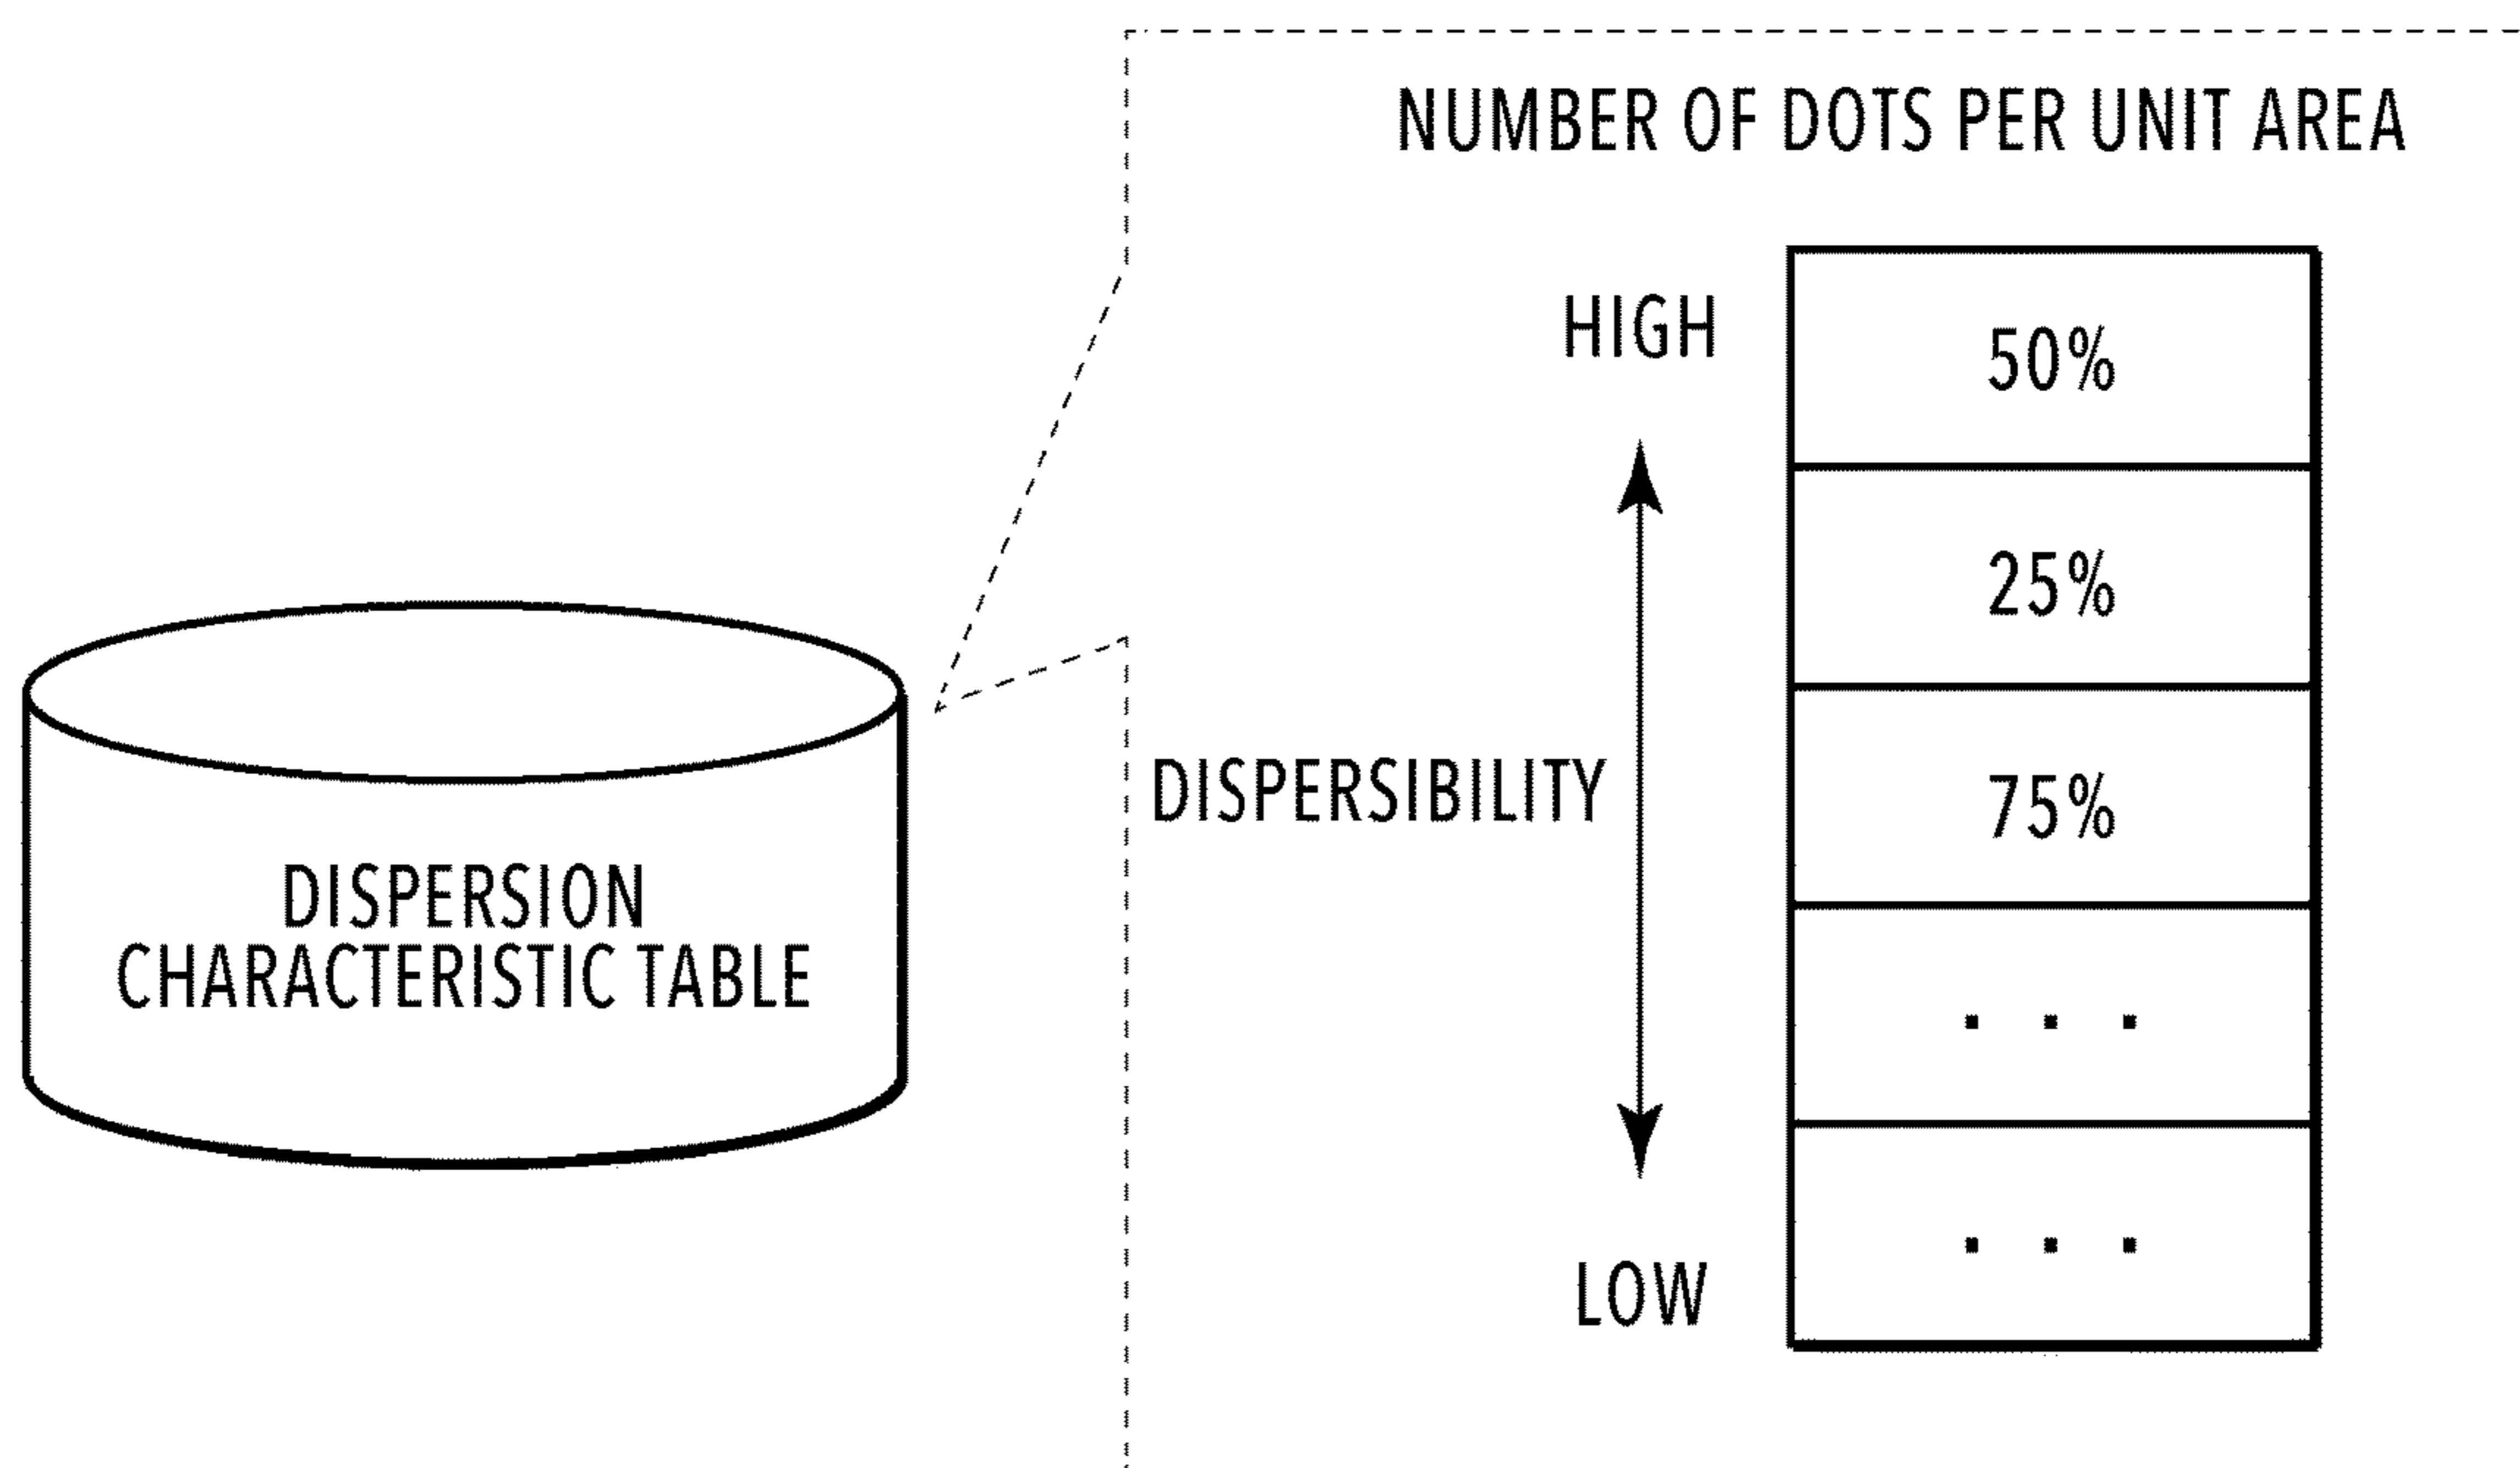 NUMBER OF DOTS PER UNIT AREA
HIGH
50%
25%
75%
DISPERSIBILITY
. . .
. . .
LOW
DISPERSION
CHARACTERISTIC TABLE